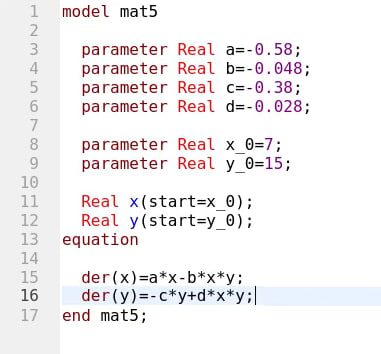 1 model mat5
2
3 parameter Real a=-0.58;
4 parameter Real b=-0.048;
5 parameter Real c=-0.38;
6 parameter Real d=-0.028;
7
8 parameter Real x_0=7;
9 parameter Real y_0=15;
10
11 Real x(start=x_0);
12 Real y(start=y_0);
13 equation
14
15 der(x)=a*x-b*x*y;
16 der(y)=-c*y+d*x*y;
17 end mat5;